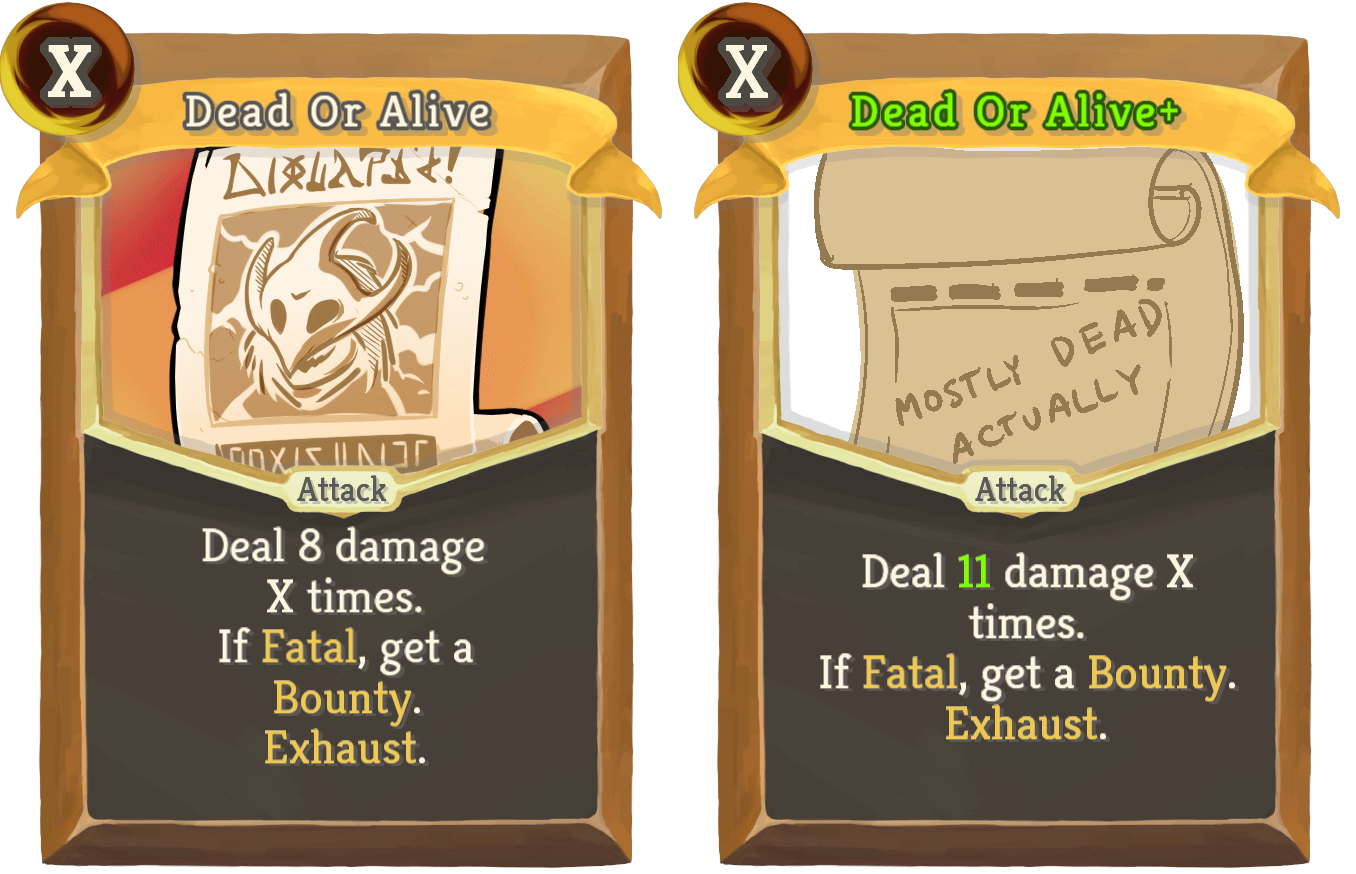 X
Dead Or Alive
Attack
Deal 8 damage
X times.
If Fatal, get a
Bounty.
Exhaust.
X
Dead Or Alive+
MOSTLY DEAD
ACTUALLY
Attack
Deal 11 damage X
times.
If Fatal, get a Bounty.
Exhaust.